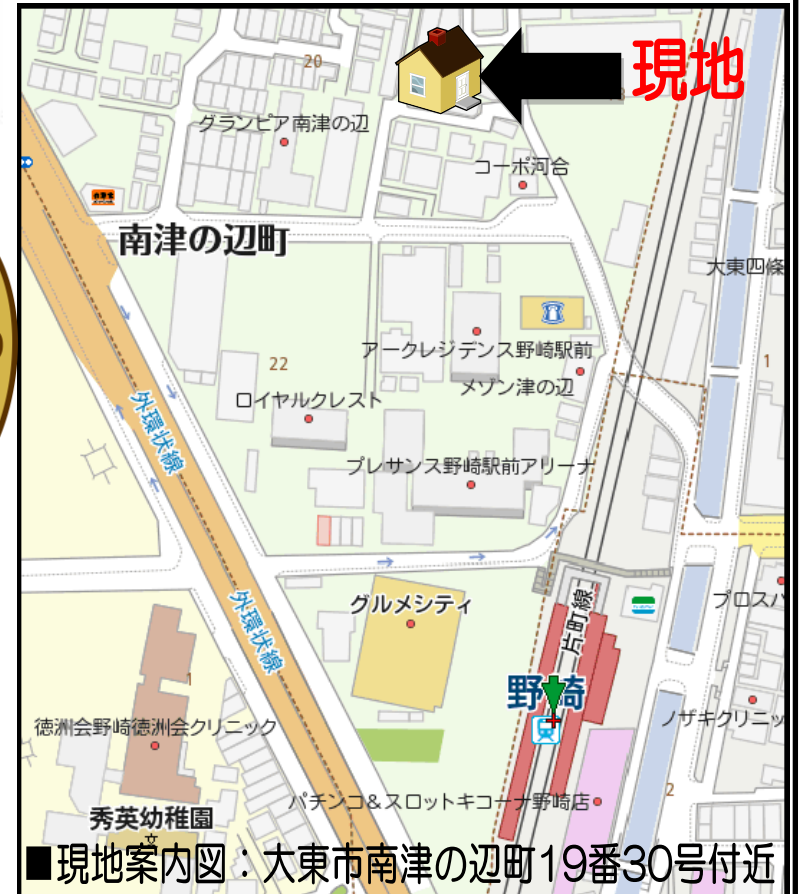 20
現地
グランピア南津の辺
コーポ河合
南津の辺町
大東四條
アークレジデンス野崎駅前
22
メゾン津の辺
1
ロイヤルクレスト
外環状線
プレサンス野崎駅前アリーナ
外環状線
グルメシティ
片町線
プロスパ
野崎
1
徳洲会野崎徳洲会クリニック
ノザキクリニッ
2
パチンコ&スロットキコーナ野崎店
秀英幼稚園
文
■現地案内図：大東市南津の辺町19番30号付近